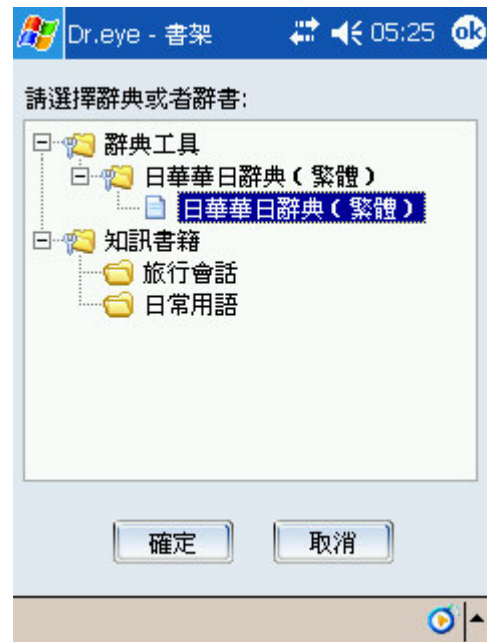 Dr.eye - 書架 05:25 ok
請選擇辭典或者辭書:
辭典工具
日華華日辭典(繁體)
日華華日辭典(繁體)
知訊書籍
旅行會話
日常用語
確定 取消